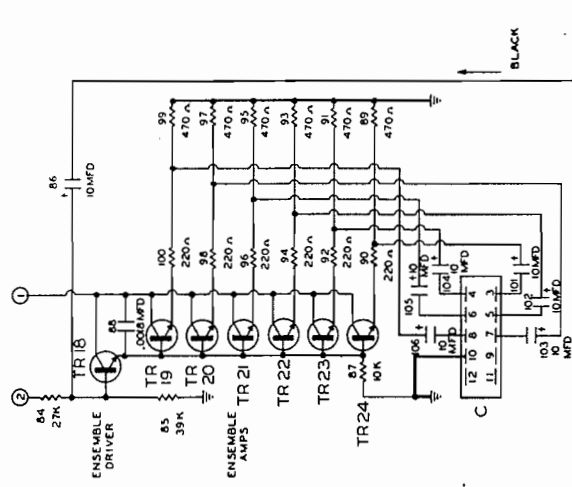 BLACK
86
10MFD
+
99
470Ω
97
470Ω
95
470Ω
93
470Ω
91
470Ω
89
470Ω
100
220Ω
98
220Ω
96
220Ω
94
220Ω
92
220Ω
90
220Ω
1
88
.0018MFD
TR18
TR
19
TR
20
TR21
TR22
TR23
TR24
2
84
27K
85
39K
87
10K
ENSEMBLE
DRIVER
ENSEMBLE
AMPS
106
10
MFD
+
105
10
MFD
+
104
10
MFD
+
101
10MFD
+
102
10MFD
+
103
10
MFD
+
4
3
6
5
8
7
10
9
12
11
C